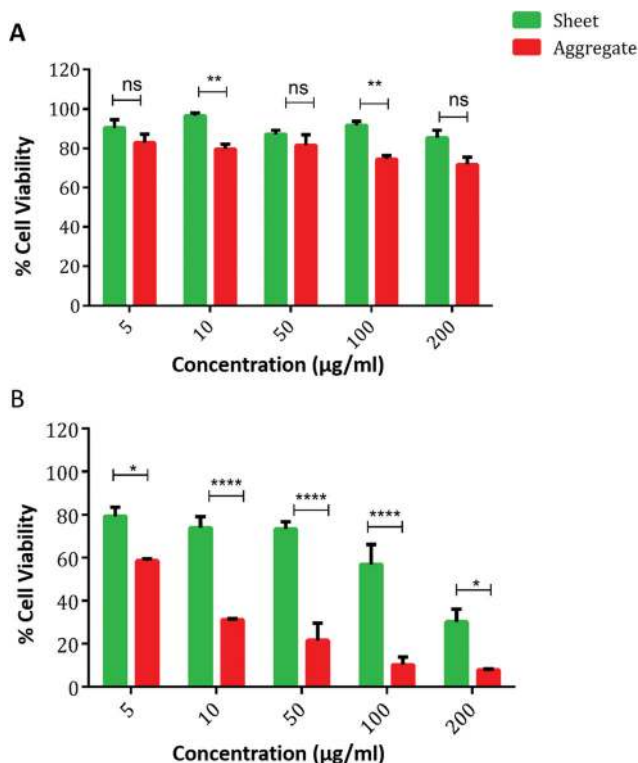 A
Sheet
Aggregate
120
100
80
60
40
20
0
% Cell Viability
ns
**
ns
**
ns
5
10
50
100
200
Concentration (µg/ml)
B
120
100
80
60
40
20
0
% Cell Viability
*
****
****
****
*
5
10
50
100
200
Concentration (µg/ml)